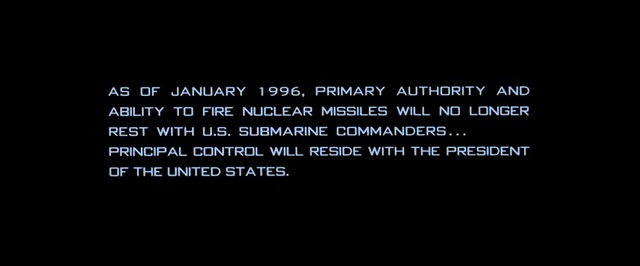 AS OF JANUARY 1996, PRIMARY AUTHORITY AND
ABILITY TO FIRE NUCLEAR MISSILES WILL NO LONGER
REST WITH U.S. SUBMARINE COMMANDERS...
PRINCIPAL CONTROL WILL RESIDE WITH THE PRESIDENT
OF THE UNITED STATES.